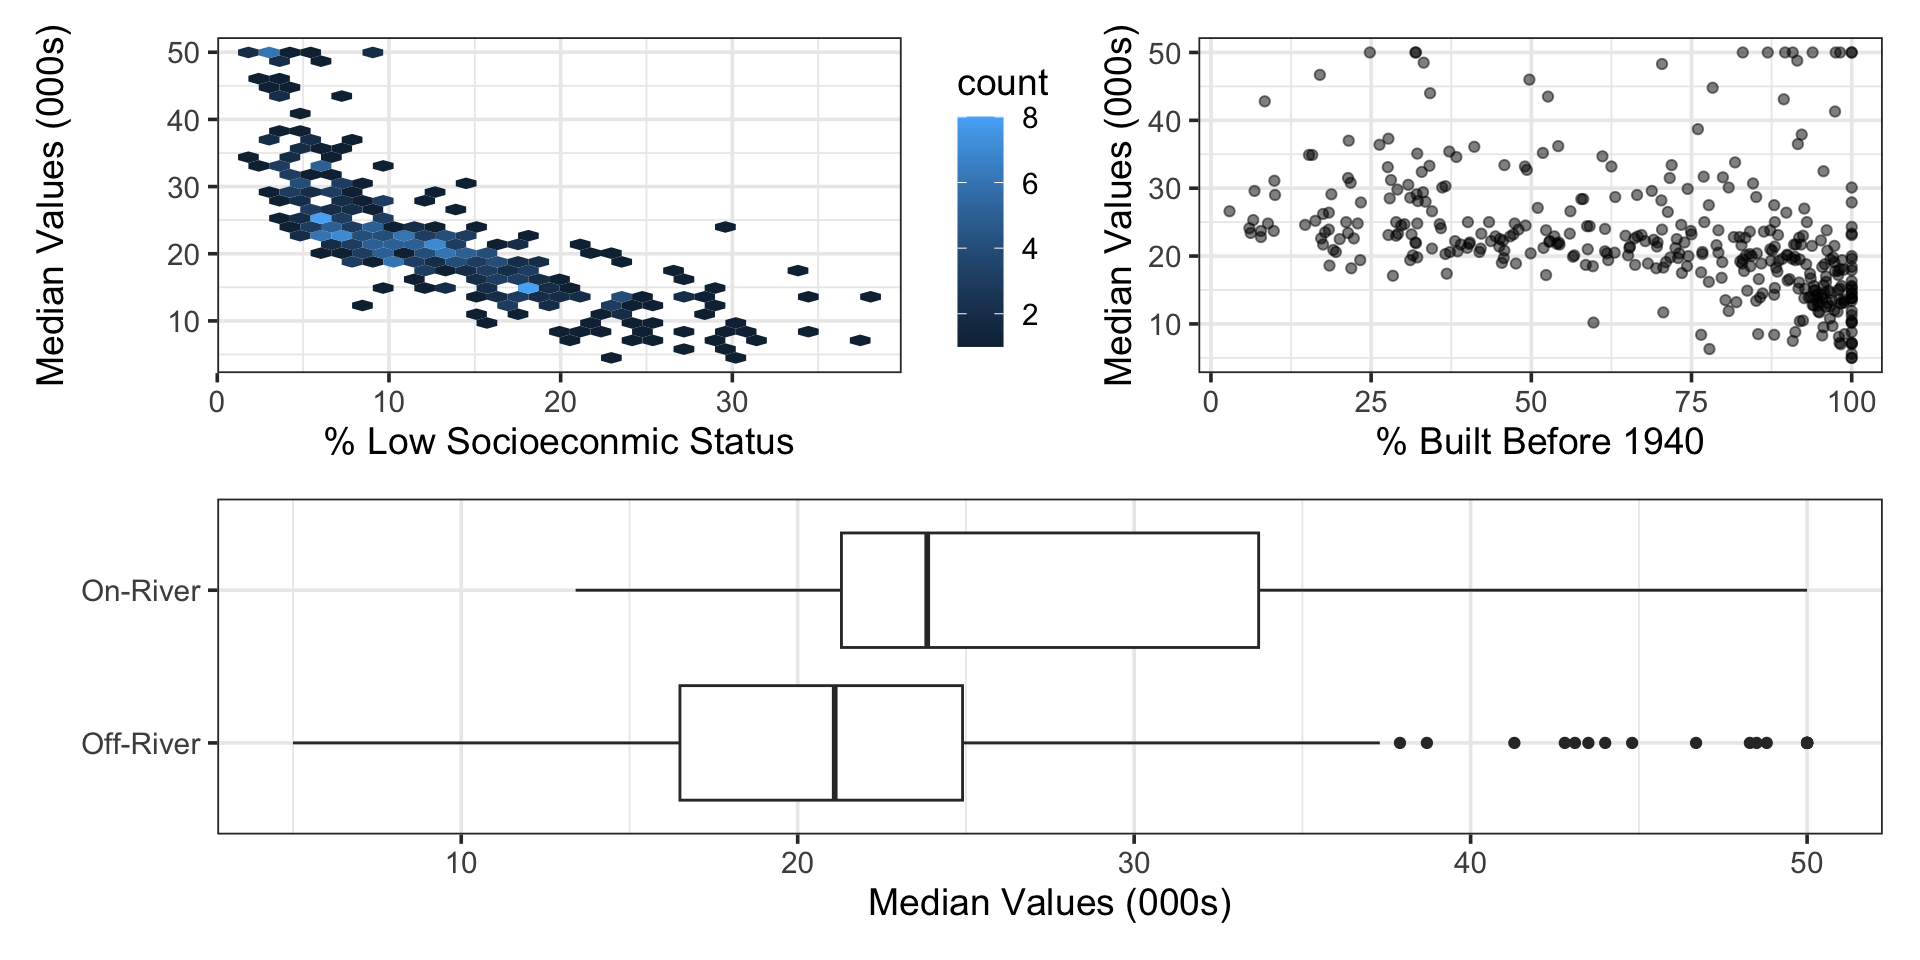 Median Values (000s)
50
40
30
20
10
0 10 20 30
% Low Socioeconmic Status
count
8
6
4
2
Median Values (000s)
50
40
30
20
10
0 25 50 75 100
% Built Before 1940
On-River
Off-River
10 20 30 40 50
Median Values (000s)